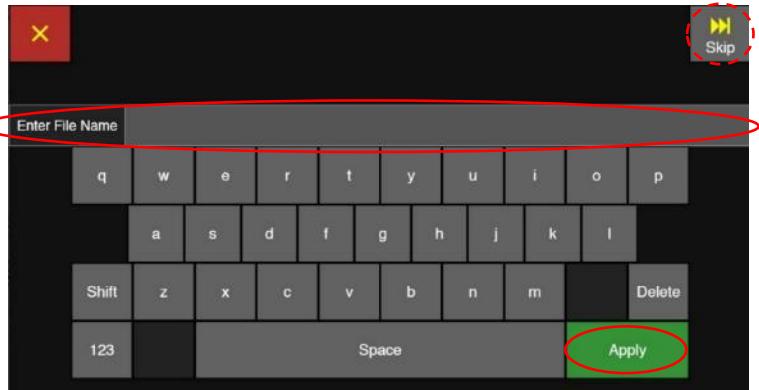 Skip
Enter File Name
q w e r t y u i o p
a s d f g h j k l
Shift z x c v b n m Delete
123 Space Apply